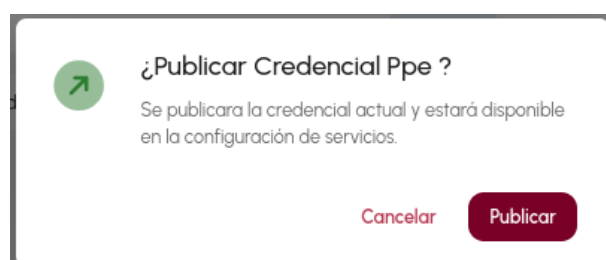 ¿Publicar Credencial Ppe ?
Se publicara la credencial actual y estará disponible
en la configuración de servicios.
Cancelar
Publicar